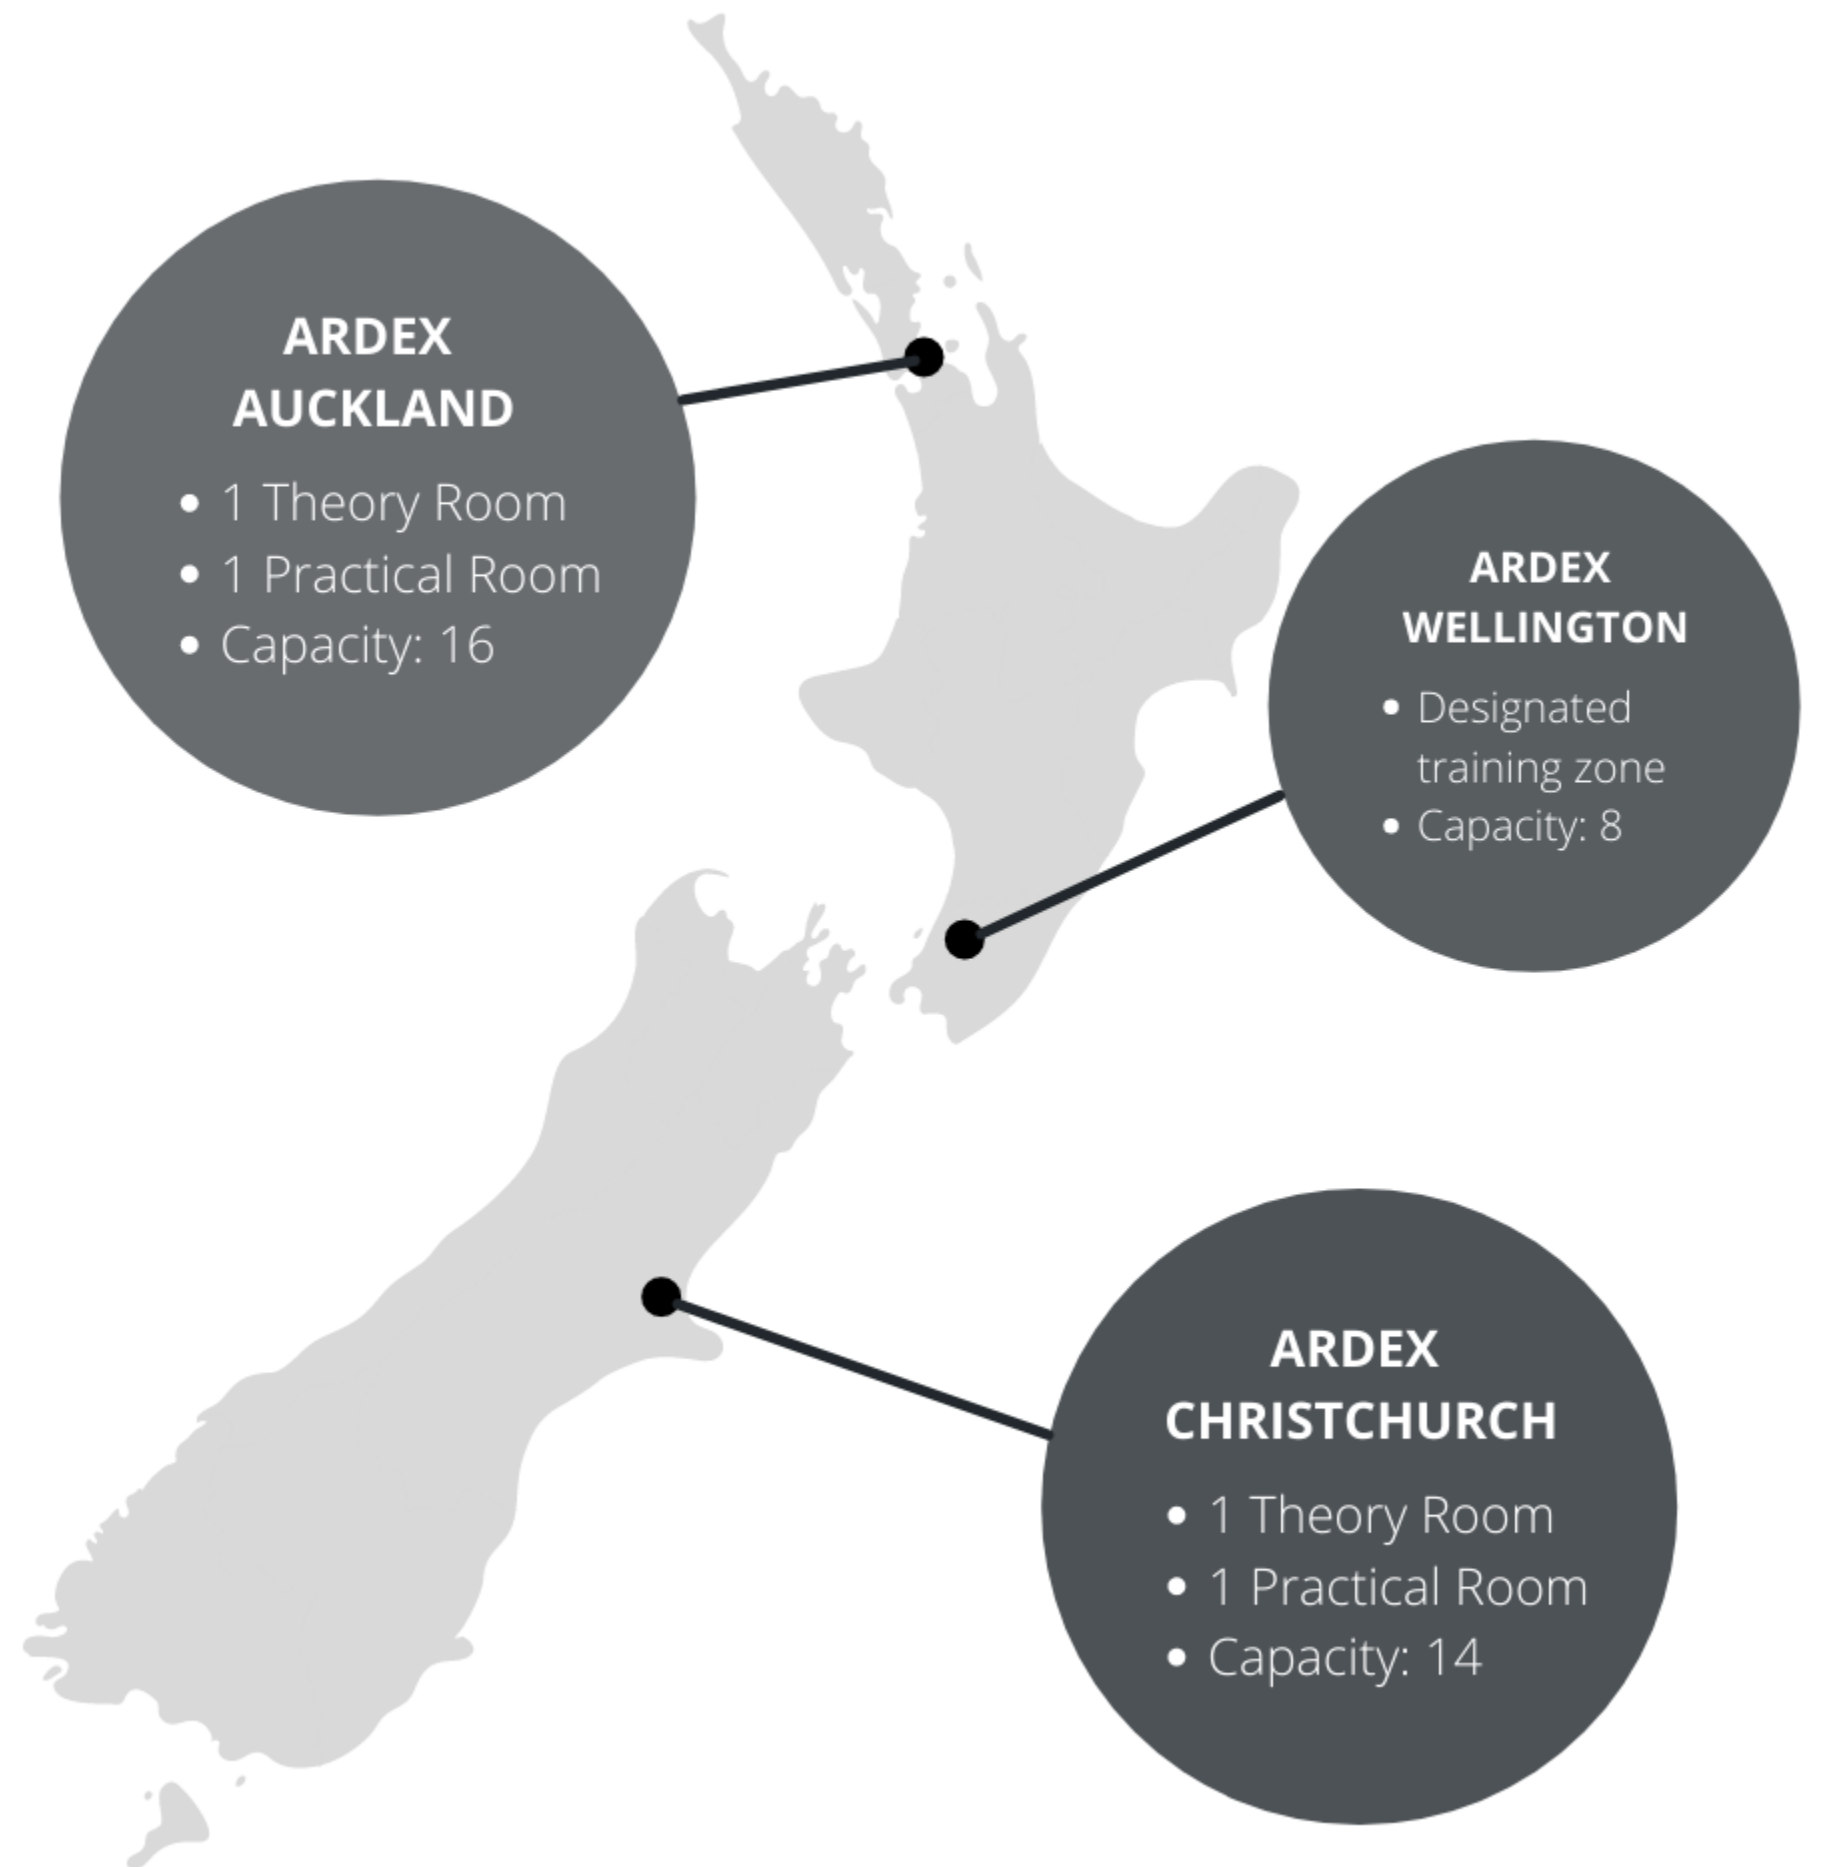 ARDEX
AUCKLAND
• 1 Theory Room
• 1 Practical Room
• Capacity: 16
ARDEX
WELLINGTON
• Designated
training zone
• Capacity: 8
ARDEX
CHRISTCHURCH
• 1 Theory Room
• 1 Practical Room
• Capacity: 14